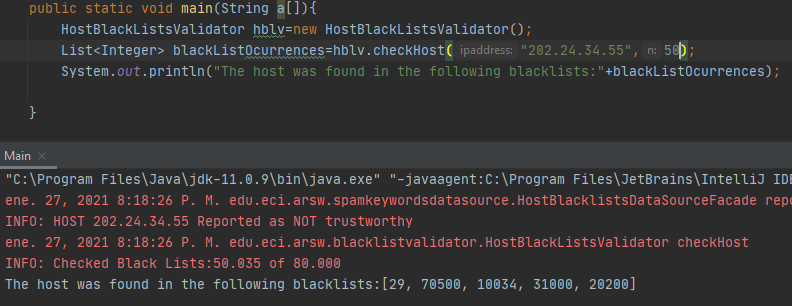 public static void main(String a[]){
HostBlackListsValidator hblv=new HostBlackListsValidator();
List<Integer> blackListOcurrences=hblv.checkHost( ipaddress: "202.24.34.55", n: 50);
System.out.println("The host was found in the following blacklists:"+blackListOcurrences);
}
Main ×
"C:\Program Files\Java\jdk-11.0.9\bin\java.exe" "-javaagent:C:\Program Files\JetBrains\IntelliJ IDE
ene. 27, 2021 8:18:26 P. M. edu.eci.arsw.spamkeywordsdatasource.HostBlacklistsDataSourceFacade repo
INFO: HOST 202.24.34.55 Reported as NOT trustworthy
ene. 27, 2021 8:18:26 P. M. edu.eci.arsw.blacklistvalidator.HostBlackListsValidator checkHost
INFO: Checked Black Lists:50.035 of 80.000
The host was found in the following blacklists:[29, 70500, 10034, 31000, 20200]